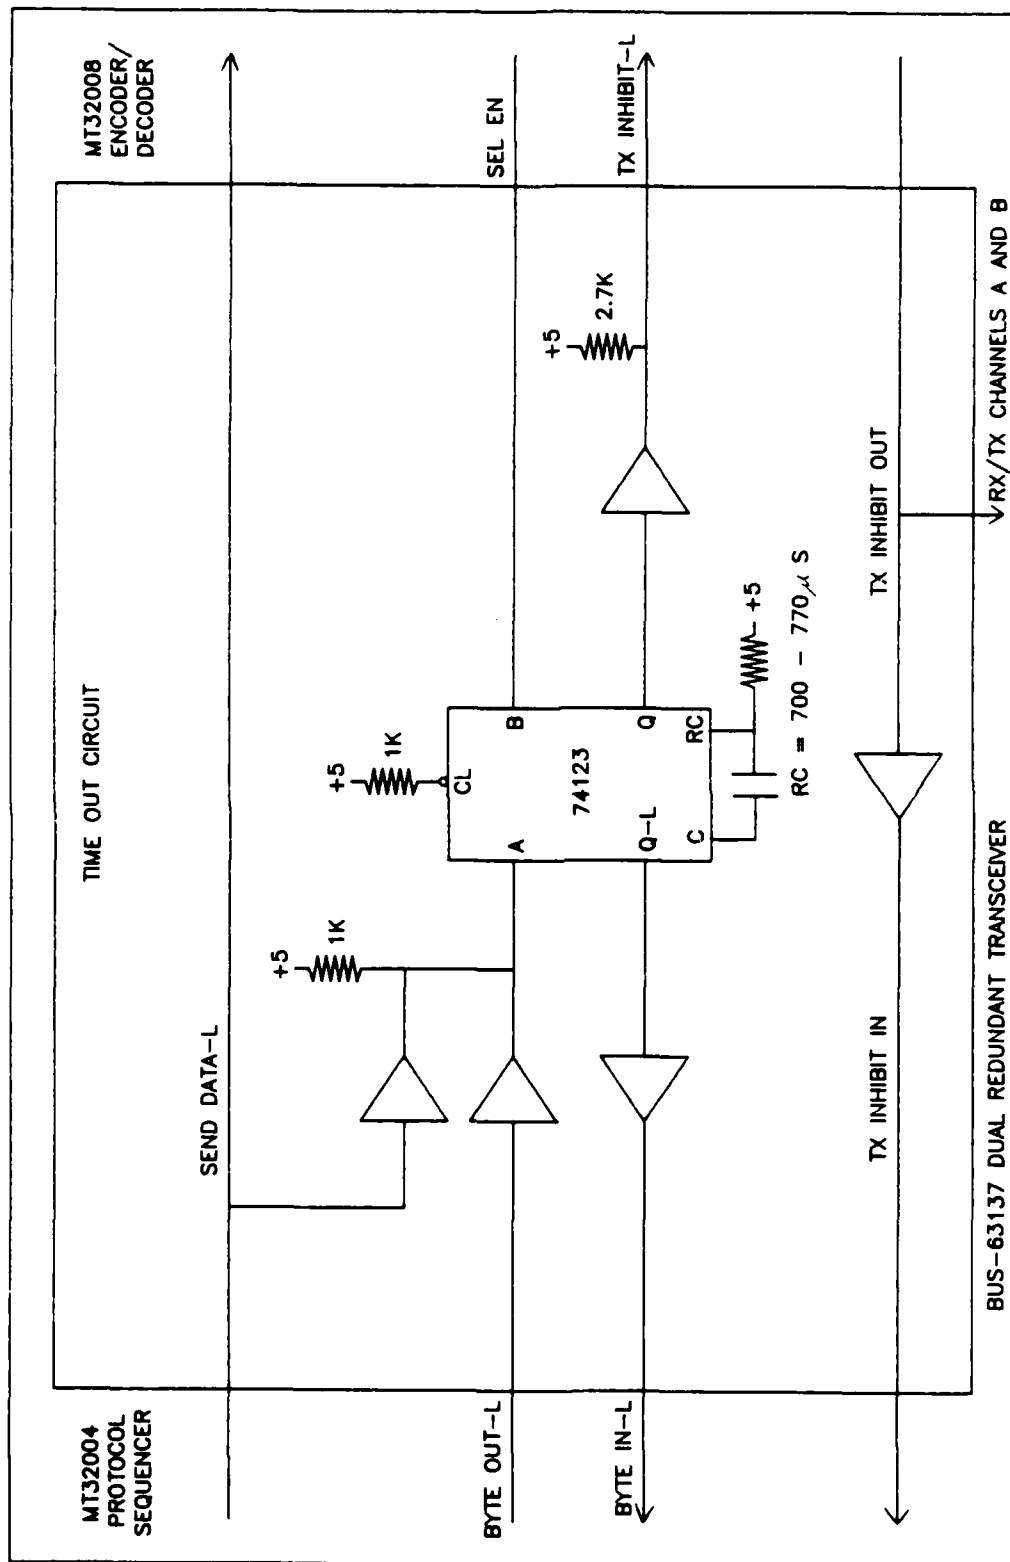 MT32004
PROTOCOL
SEQUENCER
TIME OUT CIRCUIT
MT32008
ENCODER/
DECODER
SEND DATA-L
+5
1K
+5
1K
BYTE OUT-L
A
CL
B
SEL EN
74123
+5
2.7K
BYTE IN-L
Q-L
Q
TX INHIBIT-L
C
RC
+5
RC = 700 - 770μS
TX INHIBIT IN
TX INHIBIT OUT
BUS-63137 DUAL REDUNDANT TRANSCEIVER
RX/TX CHANNELS A AND B